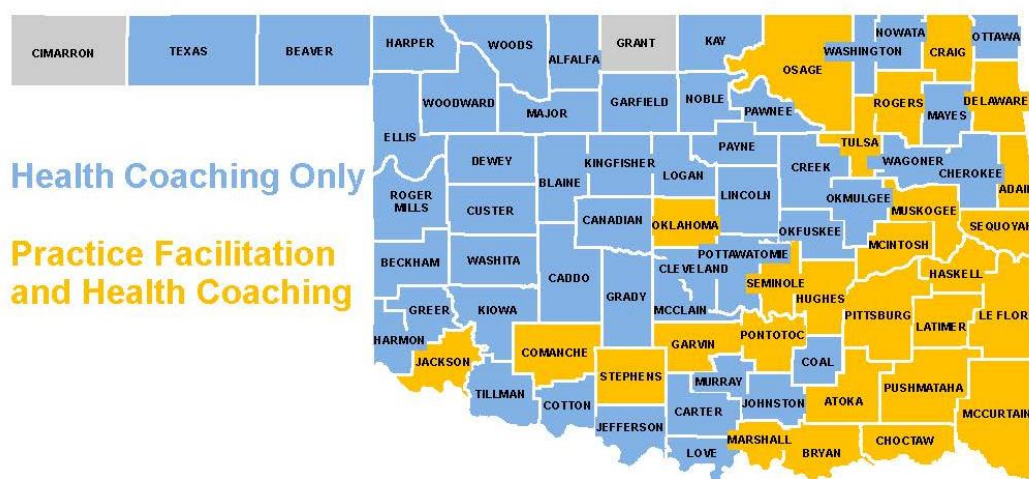 CIMARRON
TEXAS
BEAVER
HARPER
WOODS
ALFALFA
GRANT
KAY
OSAGE
WASHINGTON
NOWATA
CRAIG
OTTAWA
WOODWARD
MAJOR
GARFIELD
NOBLE
PAWNEE
ROGERS
MAYES
DELAWARE
ELLIS
DEWEY
BLAINE
KINGFISHER
LOGAN
PAYNE
CREEK
TULSA
WAGONER
CHEROKEE
ADAIR
Health Coaching Only
ROGER
MILLS
CUSTER
CANADIAN
OKLAHOMA
LINCOLN
OKMULGEE
MUSKOGEE
SEQUOYAH
OKFUSKEE
MCINTOSH
Practice Facilitation
and Health Coaching
BECKHAM
WASHITA
CADDO
GRADY
CLEVELAND
POTTAWATOMIE
SEMINOLE
HUGHES
HASKELL
PITTSBURG
LATIMER
LE FLOR
GREER
KIOWA
MCCLAIN
HARMON
JACKSON
COMANCHE
STEPHENS
GARVIN
PONTOTOC
COAL
TILLMAN
COTTON
MURRAY
JOHNSTON
ATOKA
PUSHMATAHA
MCCURTAIN
JEFFERSON
CARTER
LOVE
MARSHALL
BRYAN
CHOCTAW